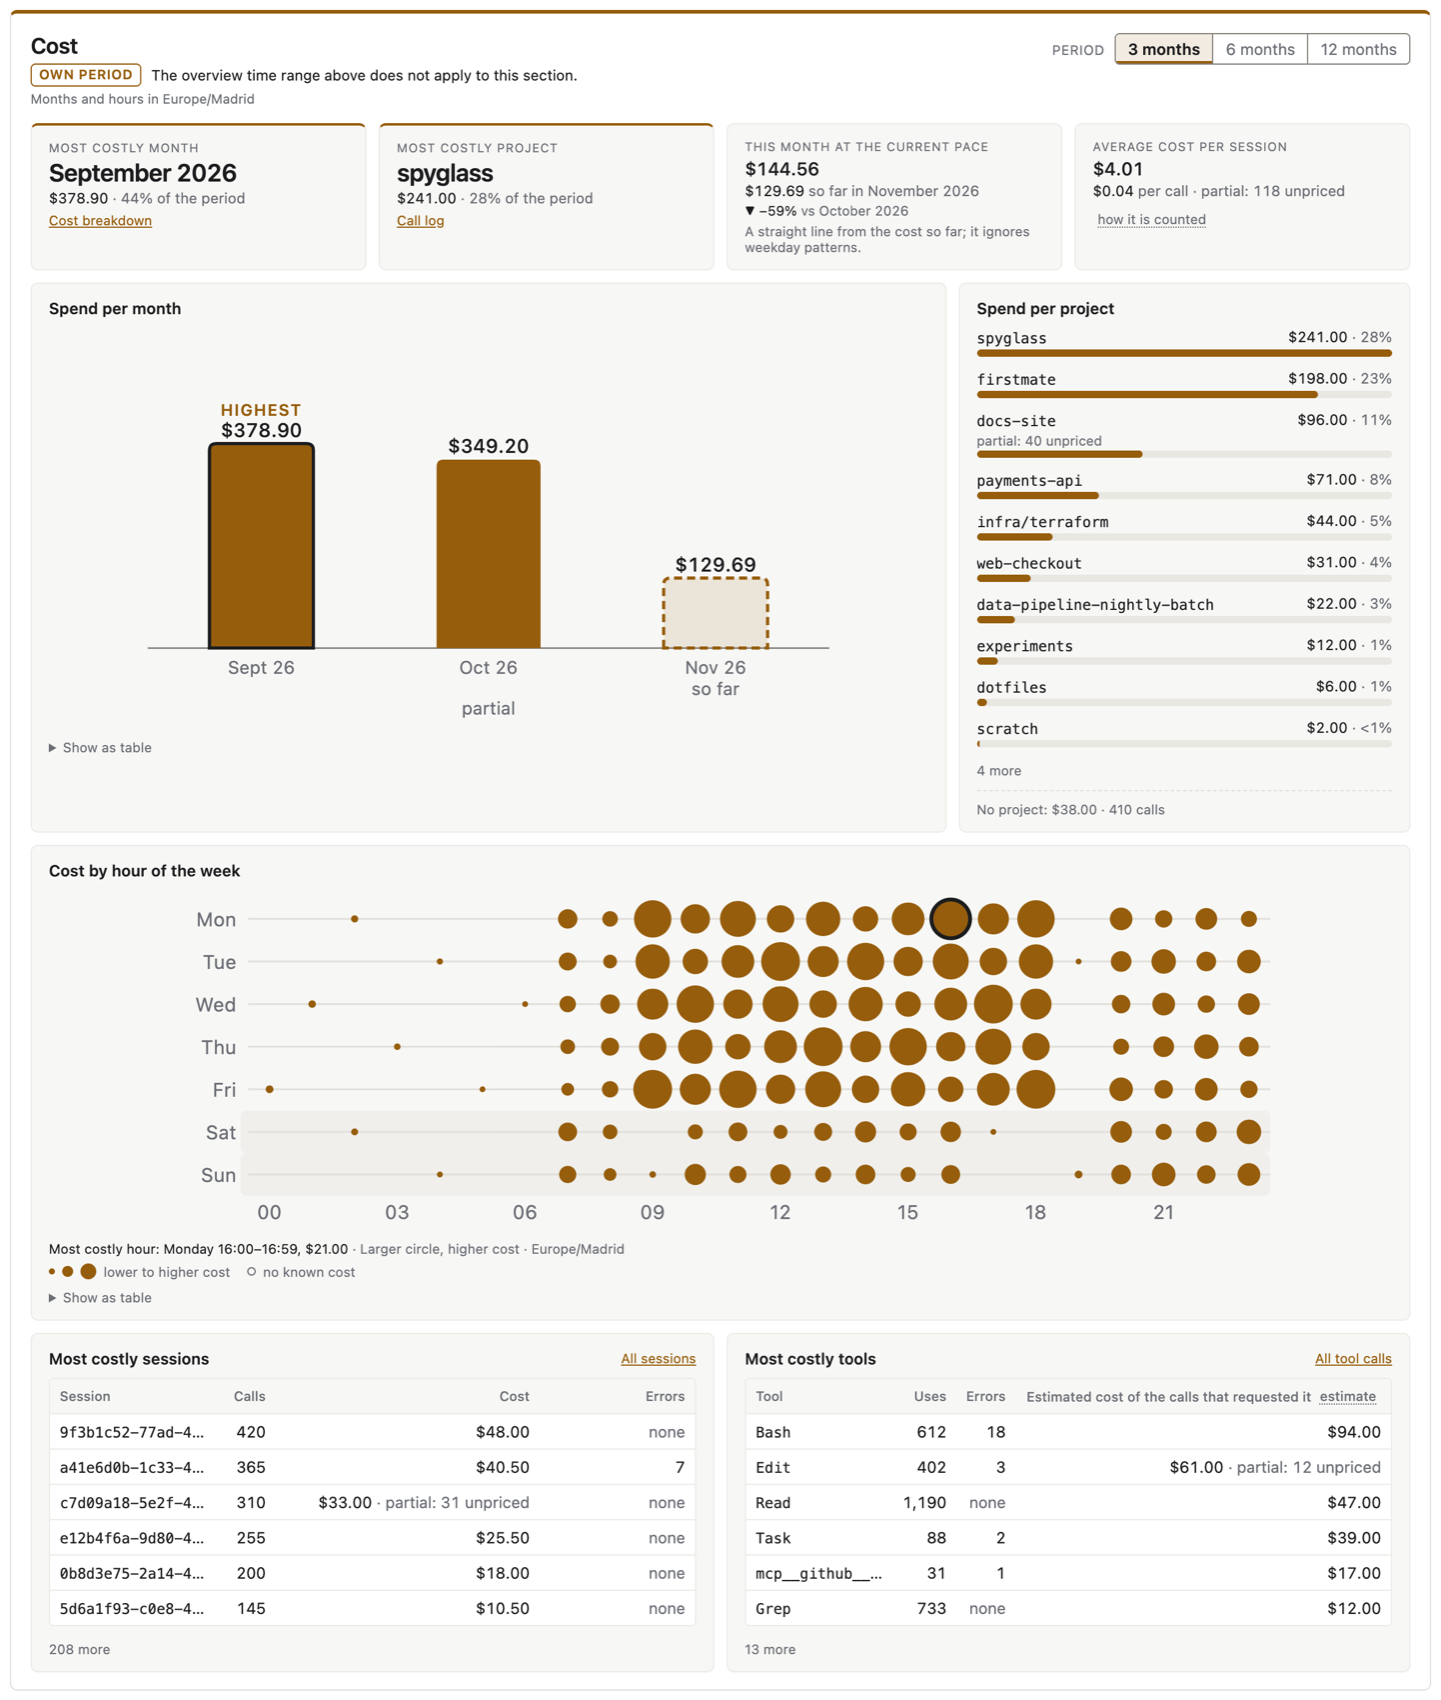 Cost
PERIOD 3 months 6 months 12 months
OWN PERIOD The overview time range above does not apply to this section.
Months and hours in Europe/Madrid
MOST COSTLY MONTH
September 2026
$378.90 · 44% of the period
Cost breakdown
MOST COSTLY PROJECT
spyglass
$241.00 · 28% of the period
Call log
THIS MONTH AT THE CURRENT PACE
$144.56
$129.69 so far in November 2026
▼ −59% vs October 2026
A straight line from the cost so far; it ignores
weekday patterns.
AVERAGE COST PER SESSION
$4.01
$0.04 per call · partial: 118 unpriced
how it is counted
Spend per month
HIGHEST
$378.90
$349.20
$129.69
Sept 26
Oct 26
partial
Nov 26
so far
▶ Show as table
Spend per project
spyglass $241.00 · 28%
firstmate $198.00 · 23%
docs-site $96.00 · 11%
partial: 40 unpriced
payments-api $71.00 · 8%
infra/terraform $44.00 · 5%
web-checkout $31.00 · 4%
data-pipeline-nightly-batch $22.00 · 3%
experiments $12.00 · 1%
dotfiles $6.00 · 1%
scratch $2.00 · <1%
4 more
No project: $38.00 · 410 calls
Cost by hour of the week
Mon
Tue
Wed
Thu
Fri
Sat
Sun
00 03 06 09 12 15 18 21
Most costly hour: Monday 16:00–16:59, $21.00 · Larger circle, higher cost · Europe/Madrid
lower to higher cost no known cost
▶ Show as table
Most costly sessions All sessions
Session Calls Cost Errors
9f3b1c52-77ad-4… 420 $48.00 none
a41e6d0b-1c33-4… 365 $40.50 7
c7d09a18-5e2f-4… 310 $33.00 · partial: 31 unpriced none
e12b4f6a-9d80-4… 255 $25.50 none
0b8d3e75-2a14-4… 200 $18.00 none
5d6a1f93-c0e8-4… 145 $10.50 none
208 more
Most costly tools All tool calls
Tool Uses Errors Estimated cost of the calls that requested it estimate
Bash 612 18 $94.00
Edit 402 3 $61.00 · partial: 12 unpriced
Read 1,190 none $47.00
Task 88 2 $39.00
mcp__github__… 31 1 $17.00
Grep 733 none $12.00
13 more